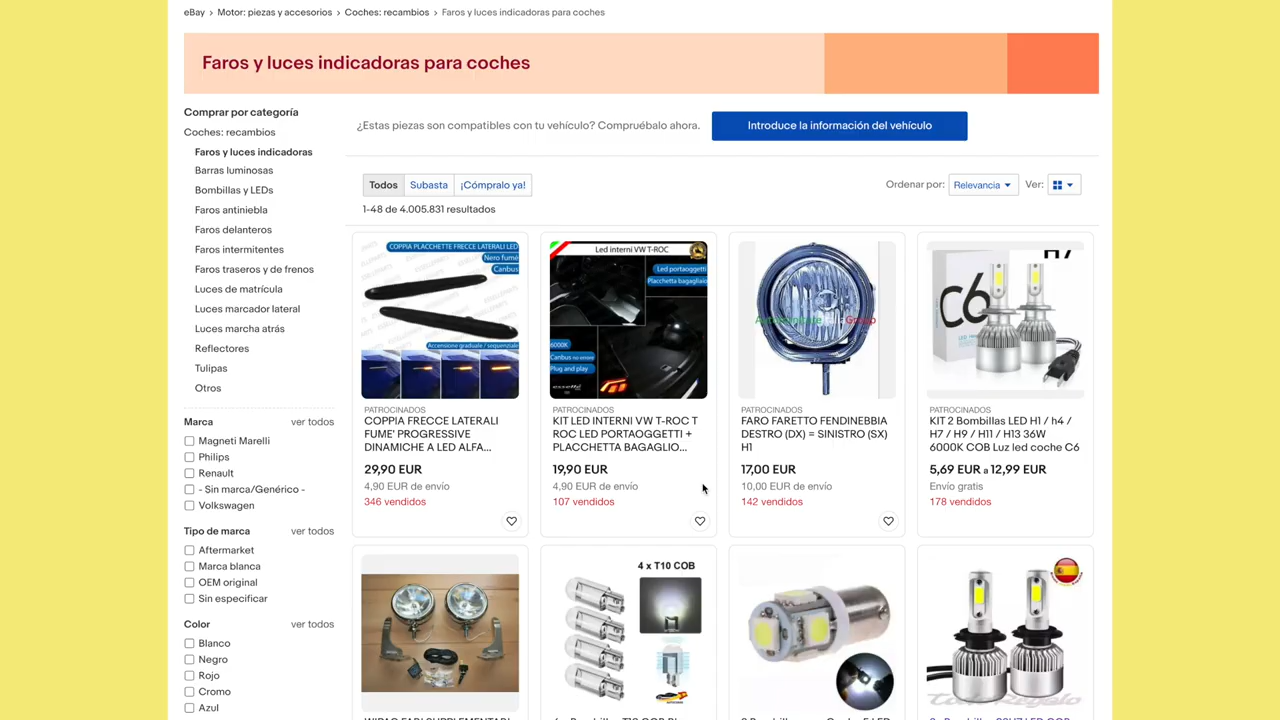 eBay > Motor: piezas y accesorios > Coches: recambios > Faros y luces indicadoras para coches
Faros y luces indicadoras para coches
Comprar por categoría
Coches: recambios
Faros y luces indicadoras
Barras luminosas
Bombillas y LEDs
Faros antiniebla
Faros delanteros
Faros intermitentes
Faros traseros y de frenos
Luces de matrícula
Luces marcador lateral
Luces marcha atrás
Reflectores
Tulipas
Otros
Marca ver todos
Magneti Marelli
Philips
Renault
- Sin marca/Genérico -
Volkswagen
Tipo de marca ver todos
Aftermarket
Marca blanca
OEM original
Sin especificar
Color ver todos
Blanco
Negro
Rojo
Cromo
Azul
¿Estas piezas son compatibles con tu vehículo? Compruébalo ahora. Introduce la información del vehículo
Todos Subasta ¡Cómpralo ya! Ordenar por: Relevancia Ver:
1-48 de 4.005.831 resultados
COPPIA PLACCHETTE FRECCE LATERALI LED
Nero fumè
Canbus
Accensione graduale / sequenziale
PATROCINADOS
COPPIA FRECCE LATERALI
FUME' PROGRESSIVE
DINAMICHE A LED ALFA...
29,90 EUR
4,90 EUR de envío
346 vendidos
Led interni VW T-ROC
Led portaoggetti
Placchetta bagagliaio
6000K
Canbus no errore
Plug and play
PATROCINADOS
KIT LED INTERNI VW T-ROC T
ROC LED PORTAOGGETTI +
PLACCHETTA BAGAGLIO...
19,90 EUR
4,90 EUR de envío
107 vendidos
PATROCINADOS
FARO FARETTO FENDINEBBIA
DESTRO (DX) = SINISTRO (SX)
H1
17,00 EUR
10,00 EUR de envío
142 vendidos
H7
C6
PATROCINADOS
KIT 2 Bombillas LED H1 / h4 /
H7 / H9 / H11 / H13 36W
6000K COB Luz led coche C6
5,69 EUR a 12,99 EUR
Envío gratis
178 vendidos
4 x T10 COB